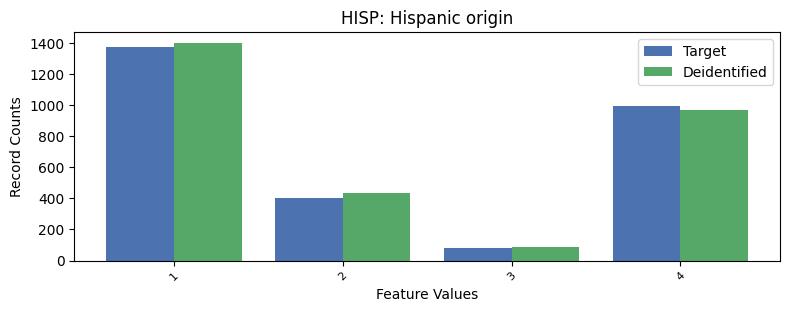 HISP: Hispanic origin
Target
Deidentified
Record Counts
1400
1200
1000
800
600
400
200
0
1
2
3
4
Feature Values